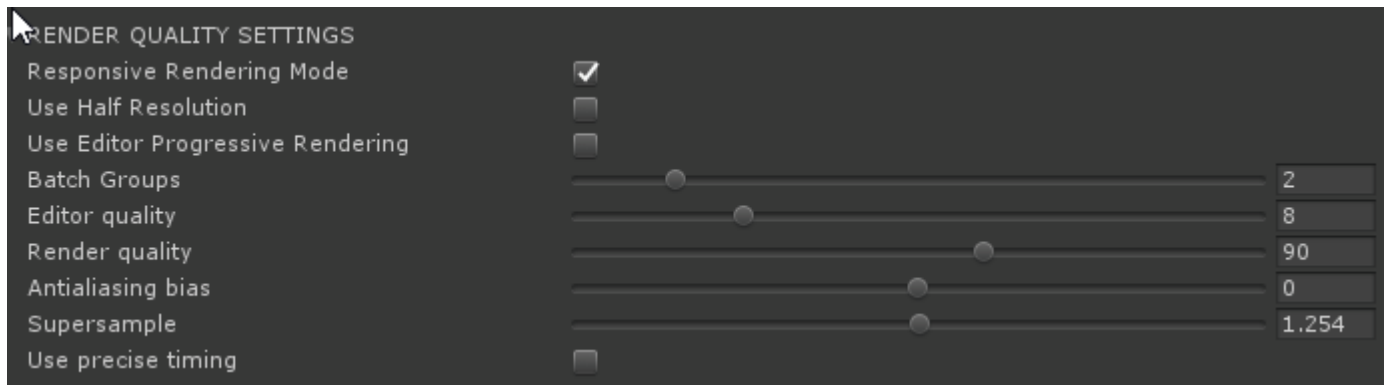 RENDER QUALITY SETTINGS
Responsive Rendering Mode
Use Half Resolution
Use Editor Progressive Rendering
Batch Groups 2
Editor quality 8
Render quality 90
Antialiasing bias 0
Supersample 1.254
Use precise timing